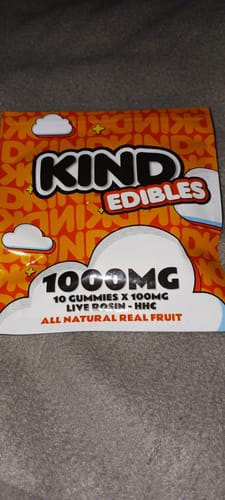 KIND
EDIBLES
1000MG
10 GUMMIES X 100MG
LIVE ROSIN - HHC
ALL NATURAL REAL FRUIT